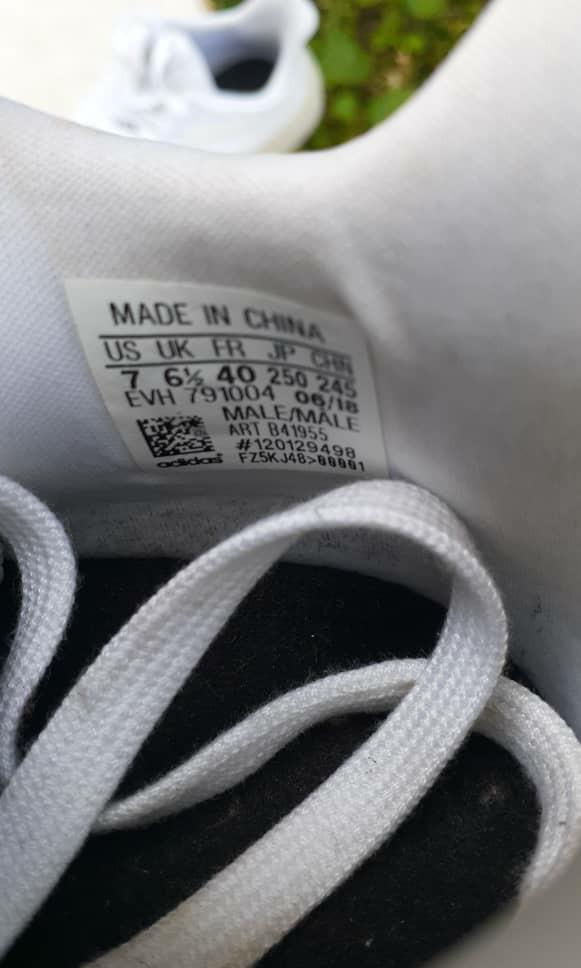 MADE IN CHINA
US UK FR JP CHN
7 6½ 40 250 245
EVH 791004 06/18
MALE/MALE
ART B41955
#120129498
adidas FZ5KJ48>00001